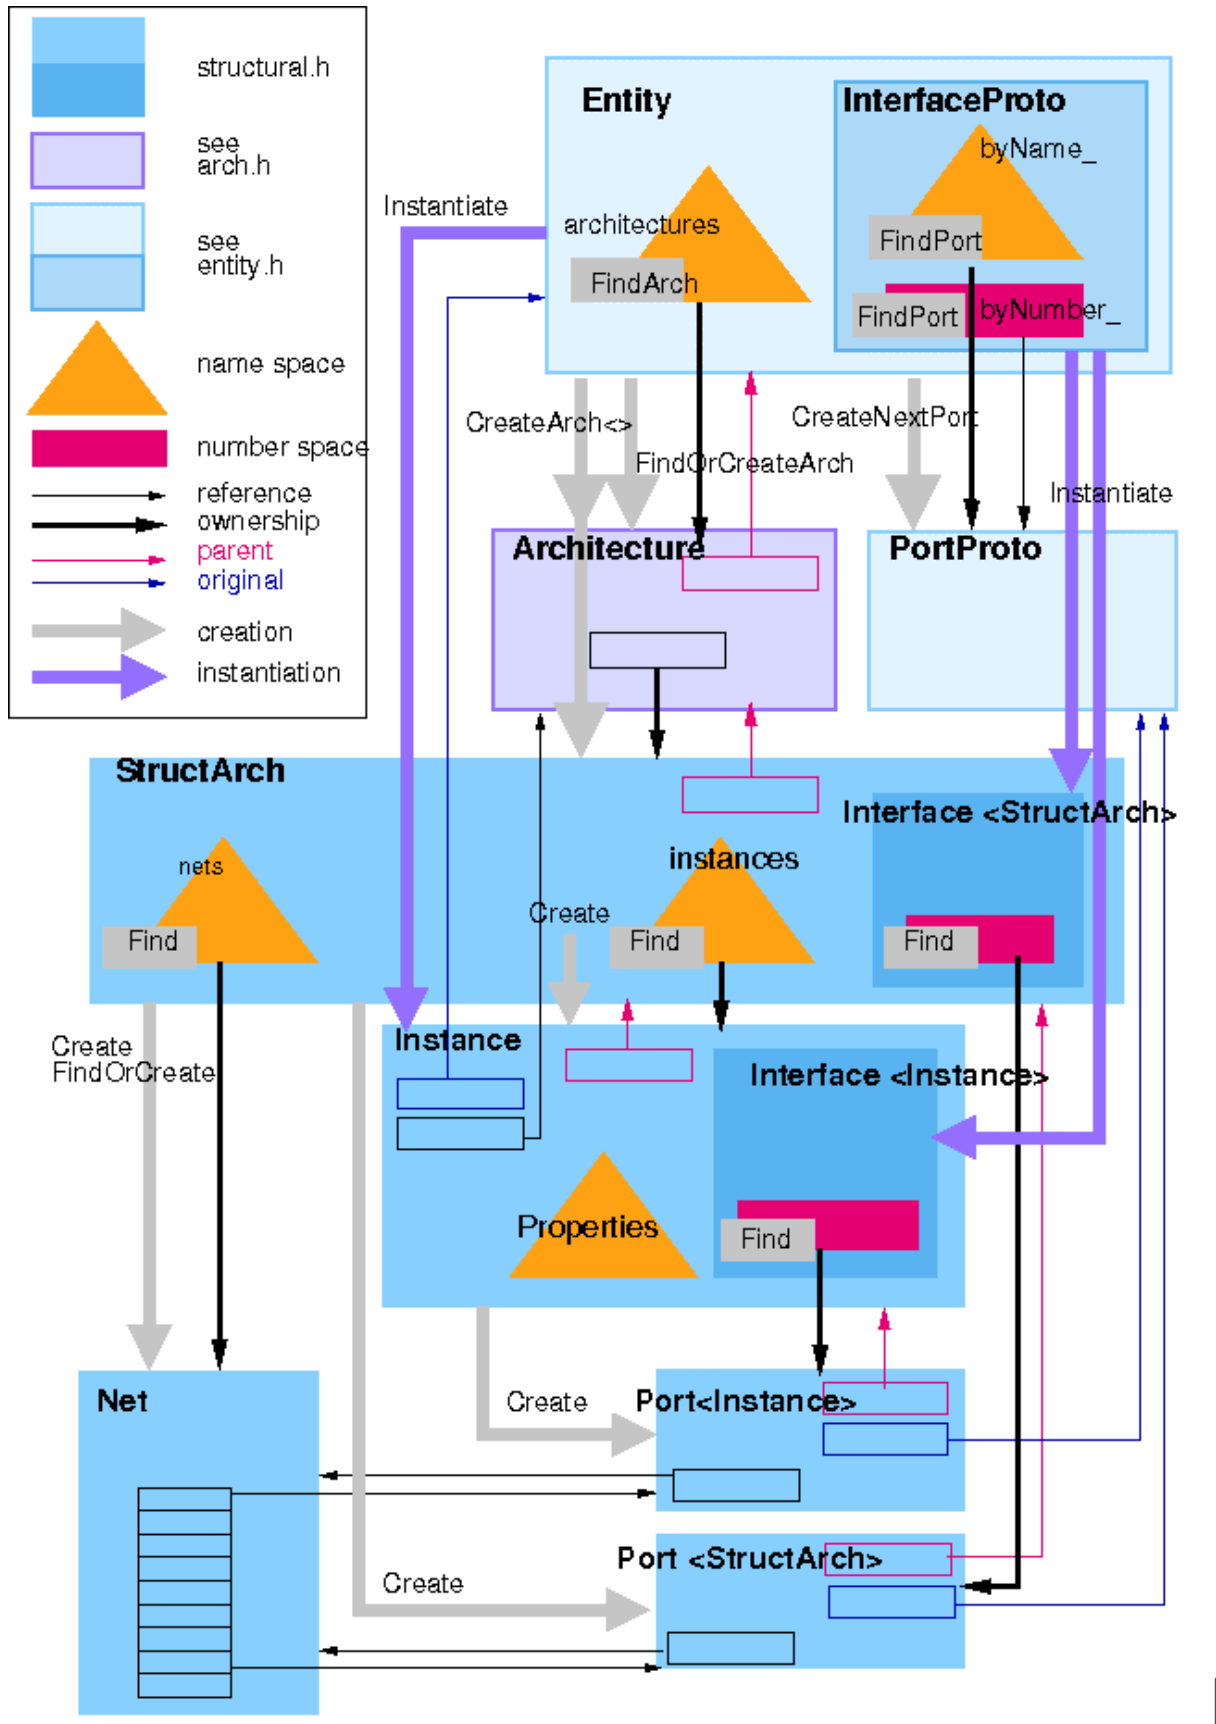 structural.h
see
arch.h
see
entity.h
name space
number space
reference
ownership
parent
original
creation
instantiation
Entity
InterfaceProto
byName_
Instantiate
architectures
FindPort
FindArch
FindPort
byNumber_
CreateArch<>
CreateNextPort
FindOrCreateArch
Instantiate
Architecture
PortProto
StructArch
Interface <StructArch>
nets
instances
Create
Find
Find
Find
Create
FindOrCreate
Instance
Interface <Instance>
Properties
Find
Net
Create
Port<Instance>
Port <StructArch>
Create